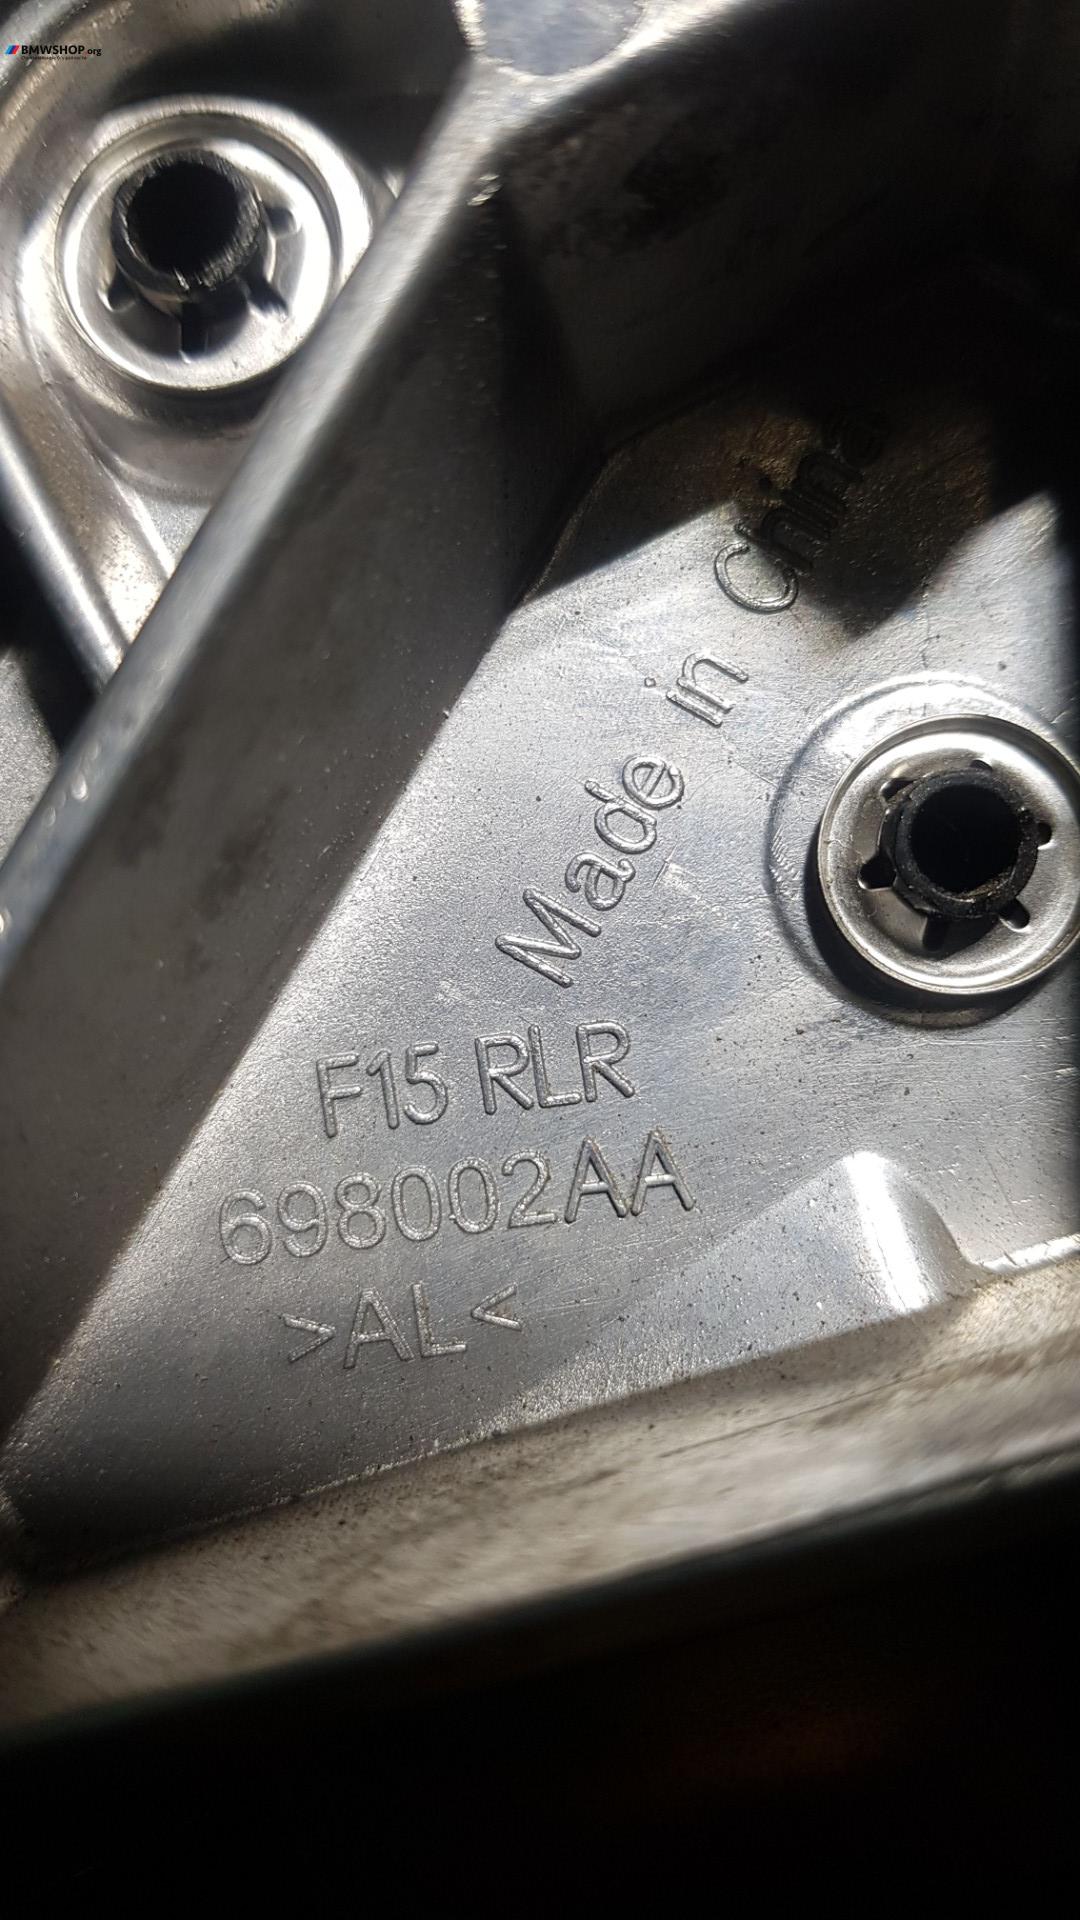 BMWSHOP.org
Made in China
F15 RLR
698002AA
>AL<